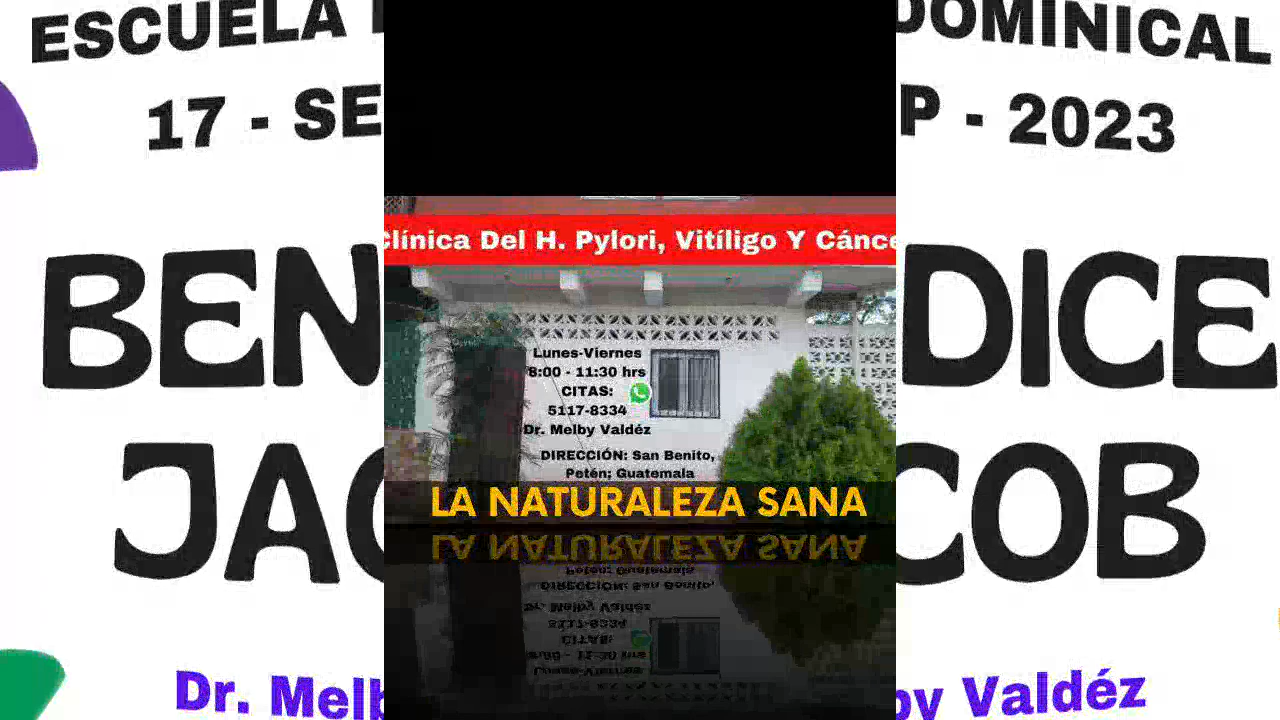 ESCUELA DOMINICAL
17 - SE P - 2023
BEN DICE
JAC COB
Dr. Melb by Valdéz
Clínica Del H. Pylori, Vitíligo Y Cánce
Lunes-Viernes
8:00 - 11:30 hrs
CITAS:
5117-8334
Dr. Melby Valdéz
DIRECCIÓN: San Benito,
Petén; Guatemala
LA NATURALEZA SANA